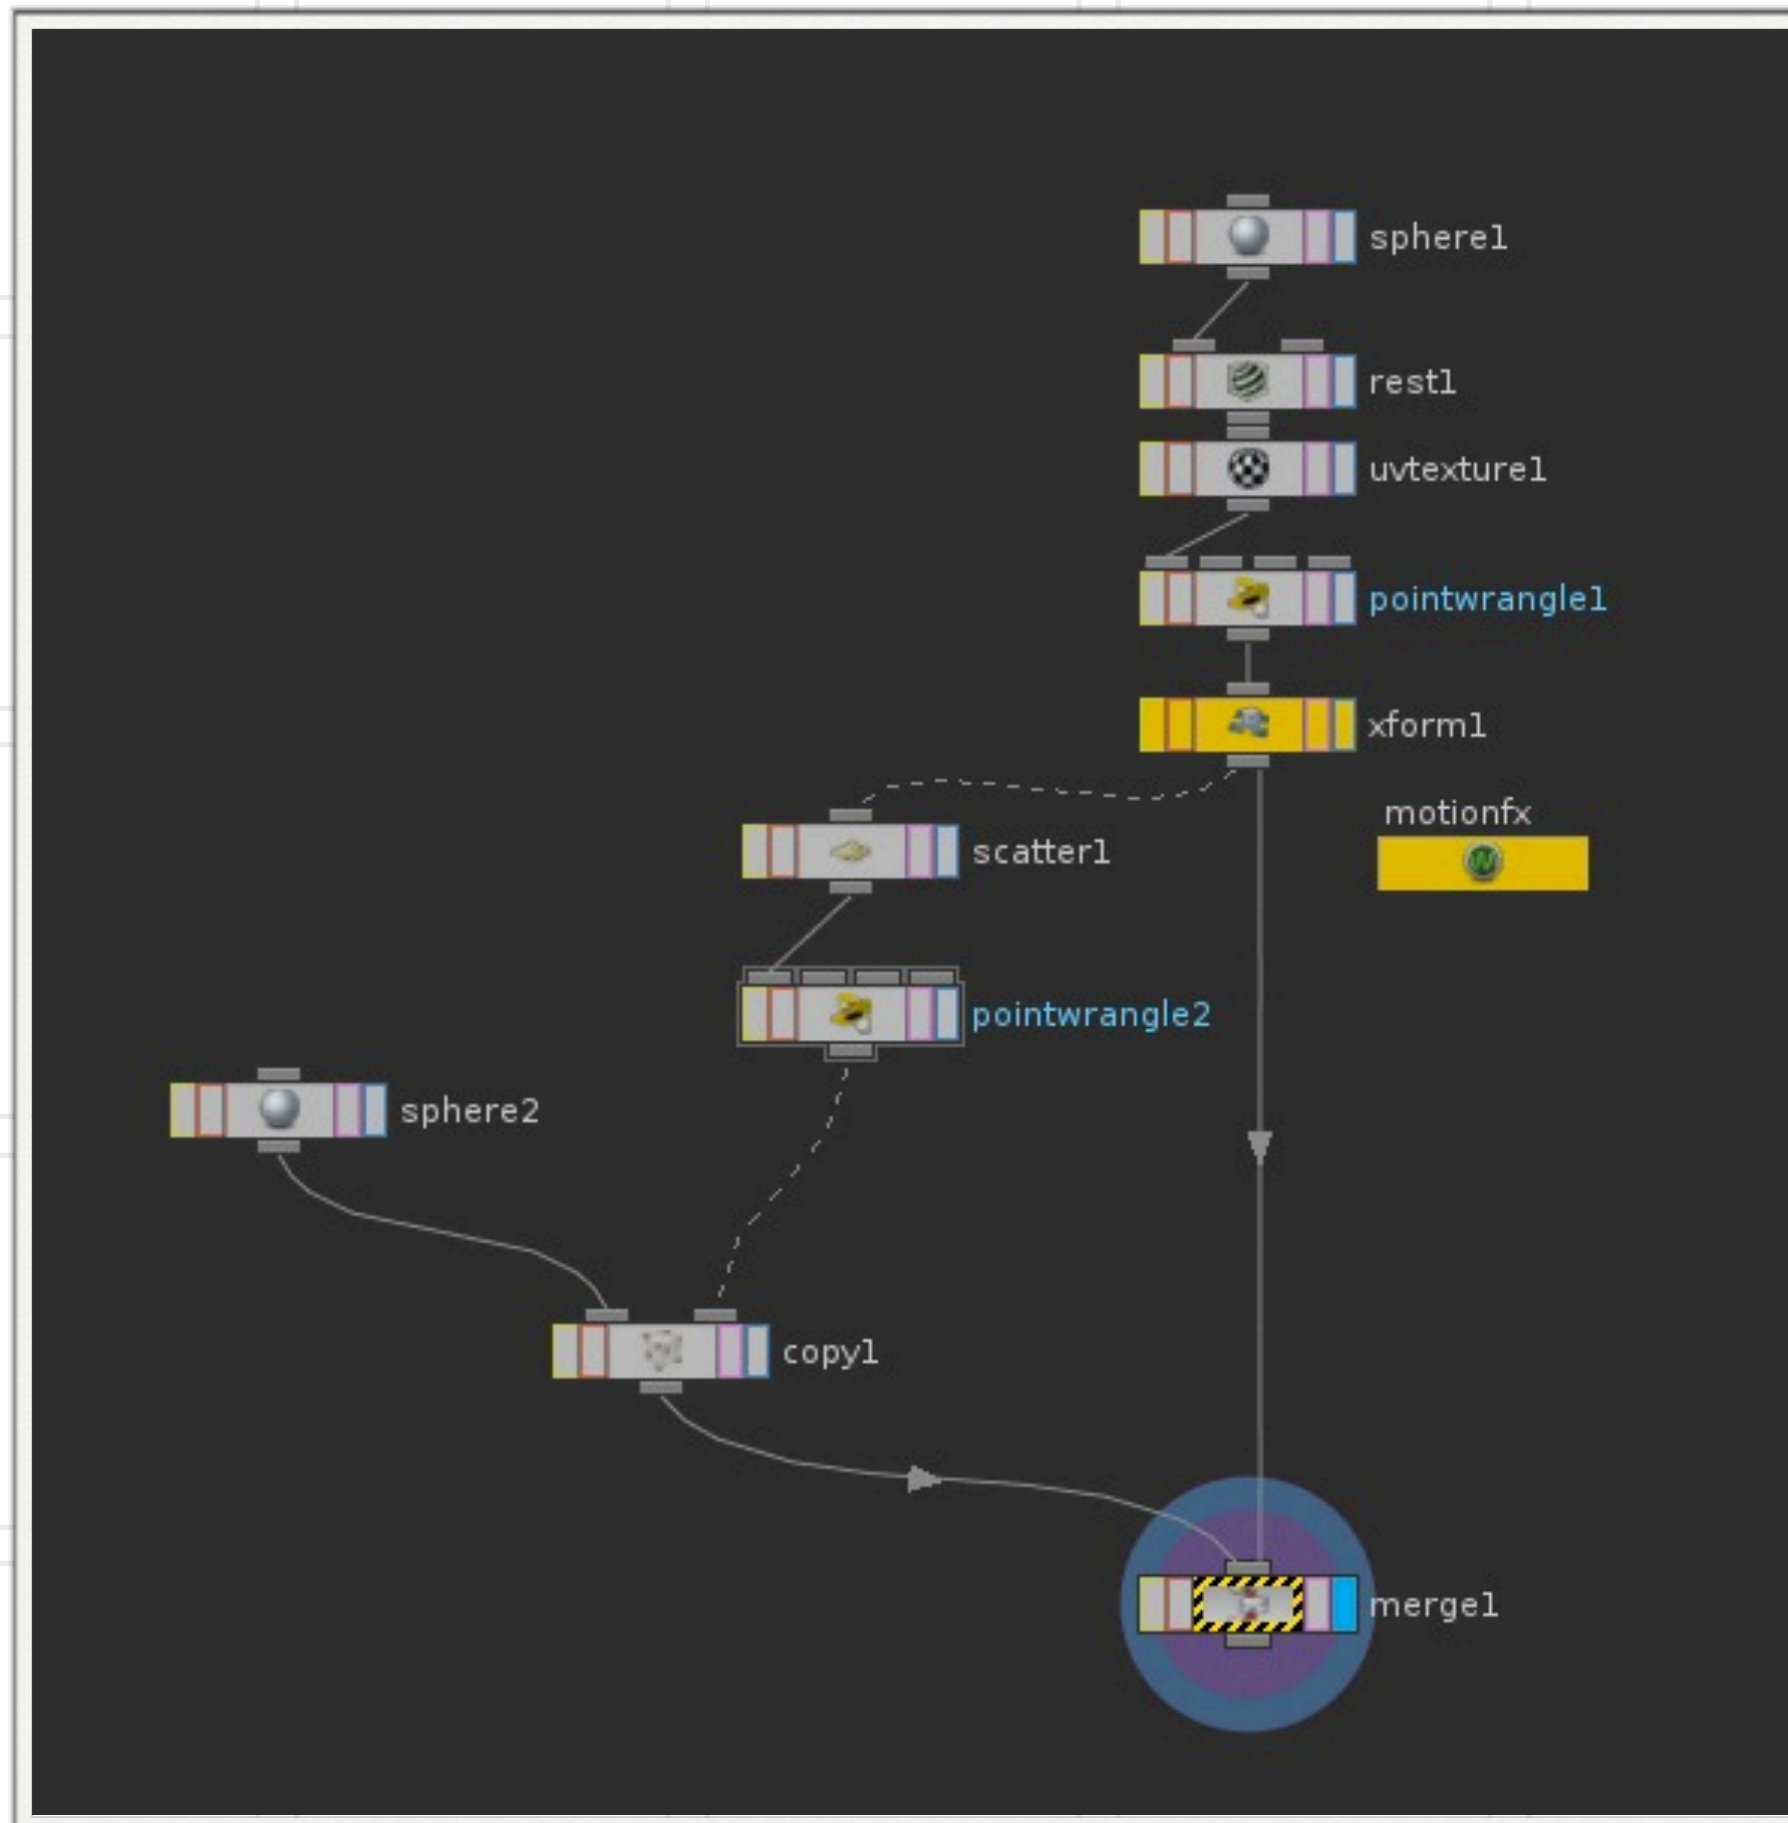 sphere1
rest1
uvtexture1
pointwrangle1
xform1
motionfx
scatter1
pointwrangle2
sphere2
copy1
merge1